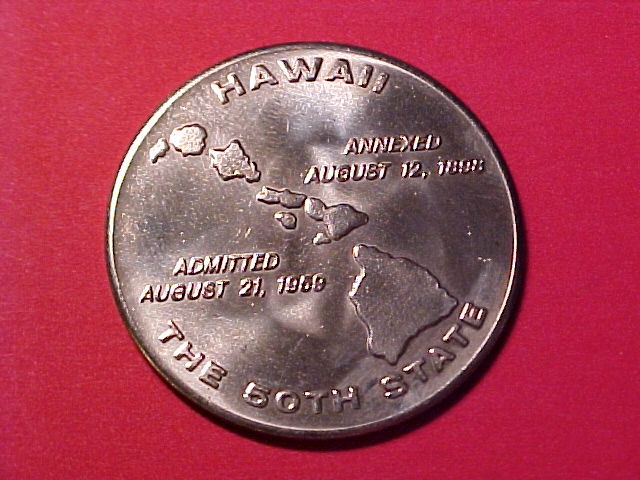 HAWAII
ANNEXED
AUGUST 12, 1898
ADMITTED
AUGUST 21, 1959
THE 50TH STATE